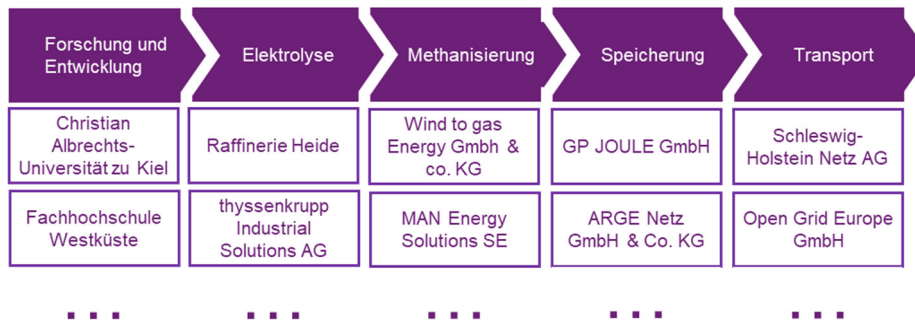 Forschung und
Entwicklung
Elektrolyse
Methanisierung
Speicherung
Transport
Christian
Albrechts-
Universität zu Kiel
Raffinerie Heide
Wind to gas
Energy Gmbh &
co. KG
GP JOULE GmbH
Schleswig-
Holstein Netz AG
Fachhochschule
Westküste
thyssenkrupp
Industrial
Solutions AG
MAN Energy
Solutions SE
ARGE Netz
GmbH & Co. KG
Open Grid Europe
GmbH
... ... ... ... ...